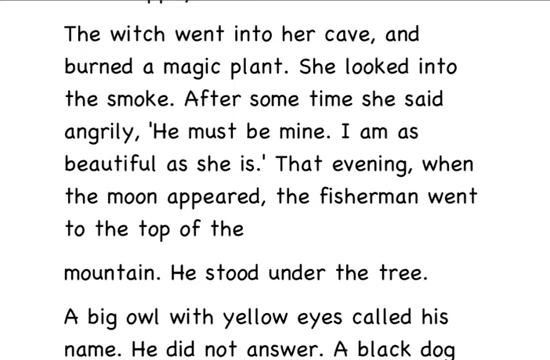 The witch went into her cave, and
burned a magic plant. She looked into
the smoke. After some time she said
angrily, 'He must be mine. I am as
beautiful as she is.' That evening, when
the moon appeared, the fisherman went
to the top of the
mountain. He stood under the tree.
A big owl with yellow eyes called his
name. He did not answer. A black dog